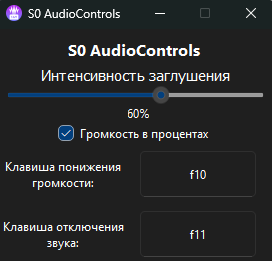 S0 AudioControls
S0 AudioControls
Интенсивность заглушения
60%
Громкость в процентах
Клавиша понижения
громкости:
f10
Клавиша отключения
звука:
f11